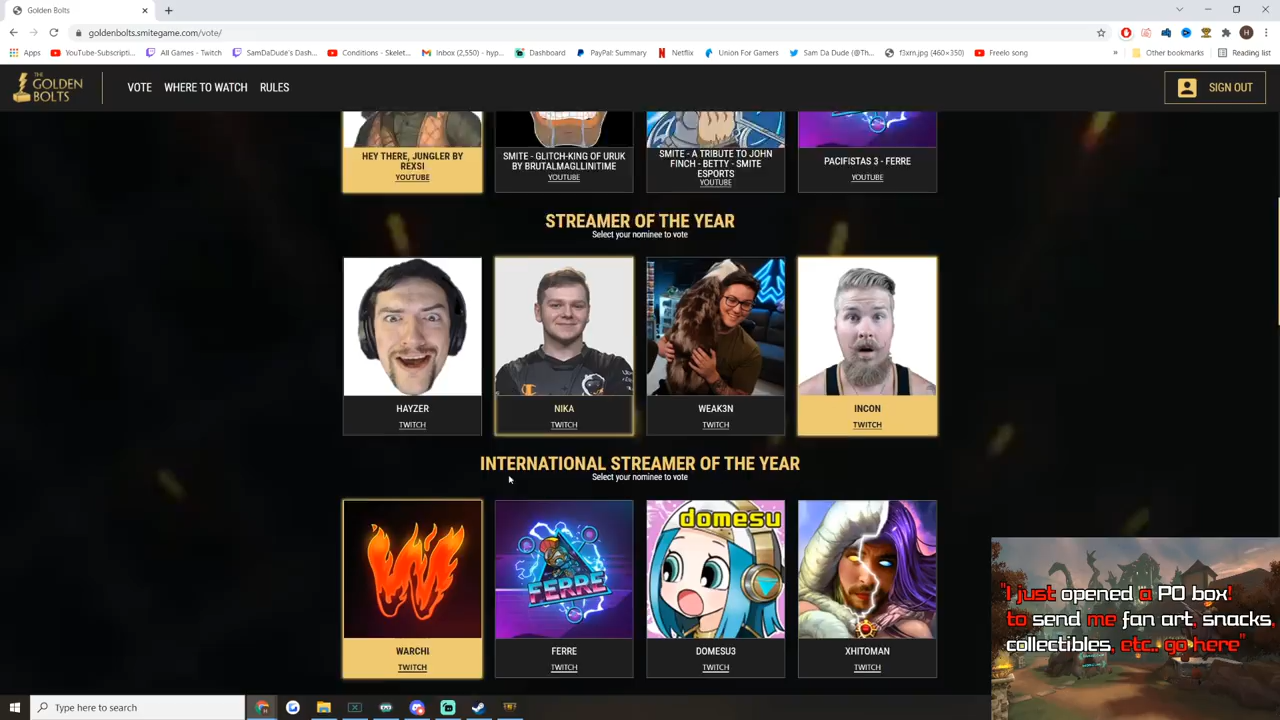 Golden Bolts
goldenbolts.smitegame.com/vote/
Apps
YouTube-Subscripti...
All Games - Twitch
SamDaDude's Dash...
Conditions - Skelet...
Inbox (2,550) - hyp...
Dashboard
PayPal: Summary
Netflix
Union For Gamers
Sam Da Dude (@Th...
f3xrn.jpg (460×350)
Freelo song
»
Other bookmarks
Reading list
THE
GOLDEN
BOLTS
VOTE
WHERE TO WATCH
RULES
SIGN OUT
HEY THERE, JUNGLER BY
REXSI
YOUTUBE
SMITE - GLITCH-KING OF URUK
BY BRUTALMAGLLINITIME
YOUTUBE
SMITE - A TRIBUTE TO JOHN
FINCH - BETTY - SMITE
ESPORTS
YOUTUBE
PACIFISTAS 3 - FERRE
YOUTUBE
STREAMER OF THE YEAR
Select your nominee to vote
HAYZER
TWITCH
NIKA
TWITCH
WEAK3N
TWITCH
INCON
TWITCH
INTERNATIONAL STREAMER OF THE YEAR
Select your nominee to vote
FERRE
domesu
WARCHI
TWITCH
FERRE
TWITCH
DOMESU3
TWITCH
XHITOMAN
TWITCH
"I just opened a PO box!
to send me fan art, snacks,
collectibles, etc.. go here"
Type here to search